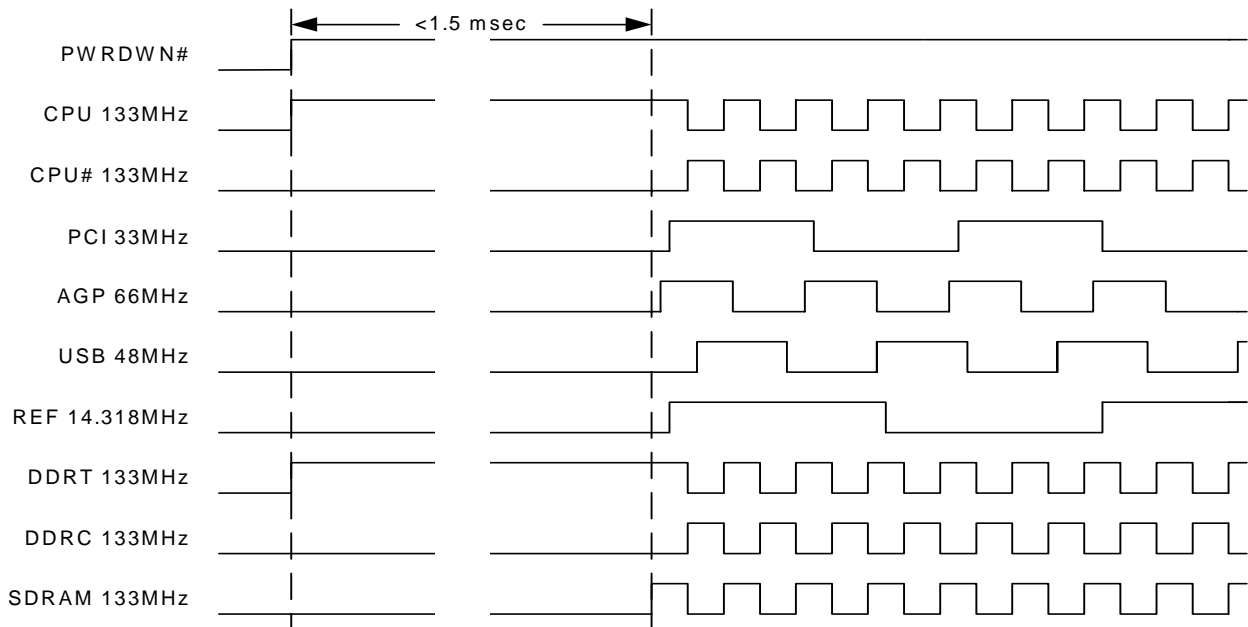 <1.5 msec
PWRDWN#
CPU 133MHz
CPU# 133MHz
PCI 33MHz
AGP 66MHz
USB 48MHz
REF 14.318MHz
DDRT 133MHz
DDRC 133MHz
SDRAM 133MHz